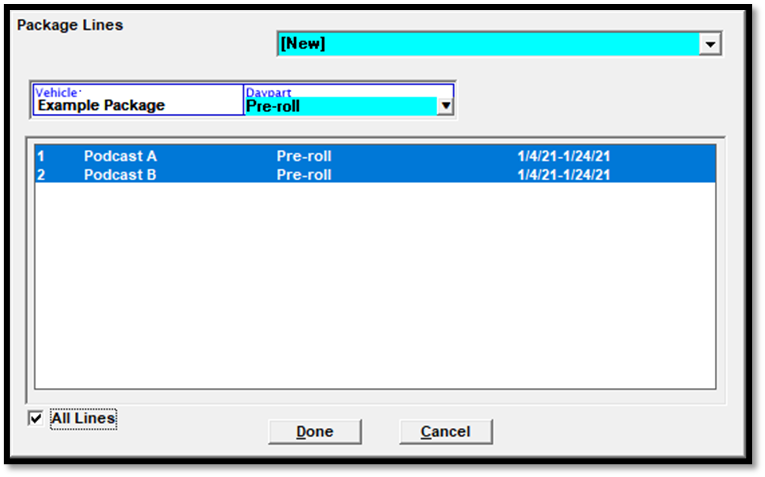 Package Lines
[New]
Vehicle: Daypart
Example Package Pre-roll
1 Podcast A Pre-roll 1/4/21-1/24/21
2 Podcast B Pre-roll 1/4/21-1/24/21
All Lines
Done Cancel